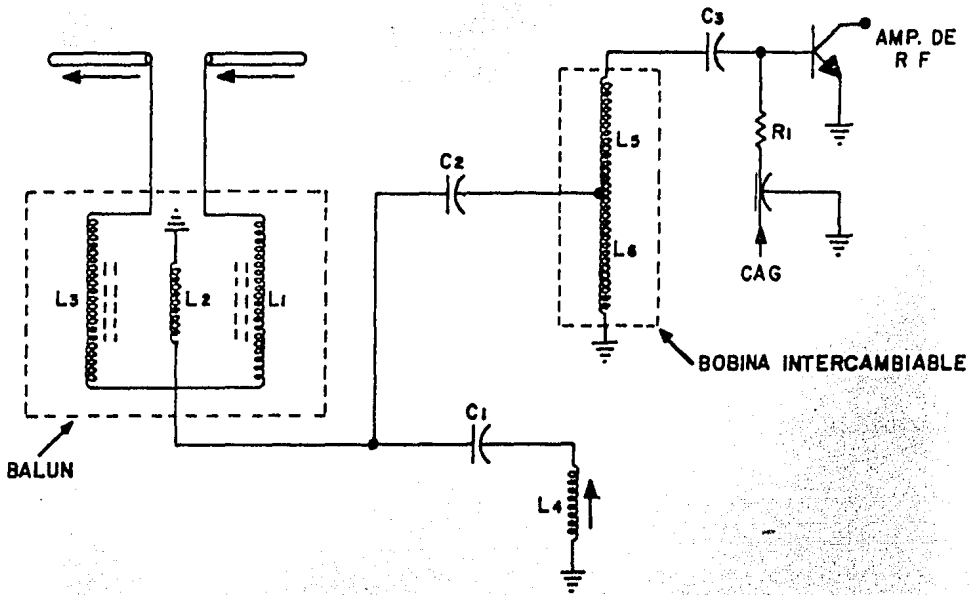 C3
AMP. DE
R F
L5
R1
C2
L3
L2
L1
L6
CAG
BOBINA INTERCAMBIABLE
C1
BALUN
L4